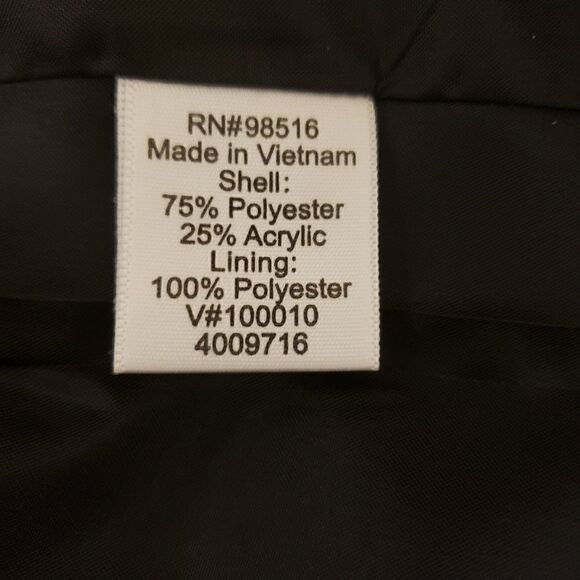 RN#98516
Made in Vietnam
Shell:
75% Polyester
25% Acrylic
Lining:
100% Polyester
V#100010
4009716